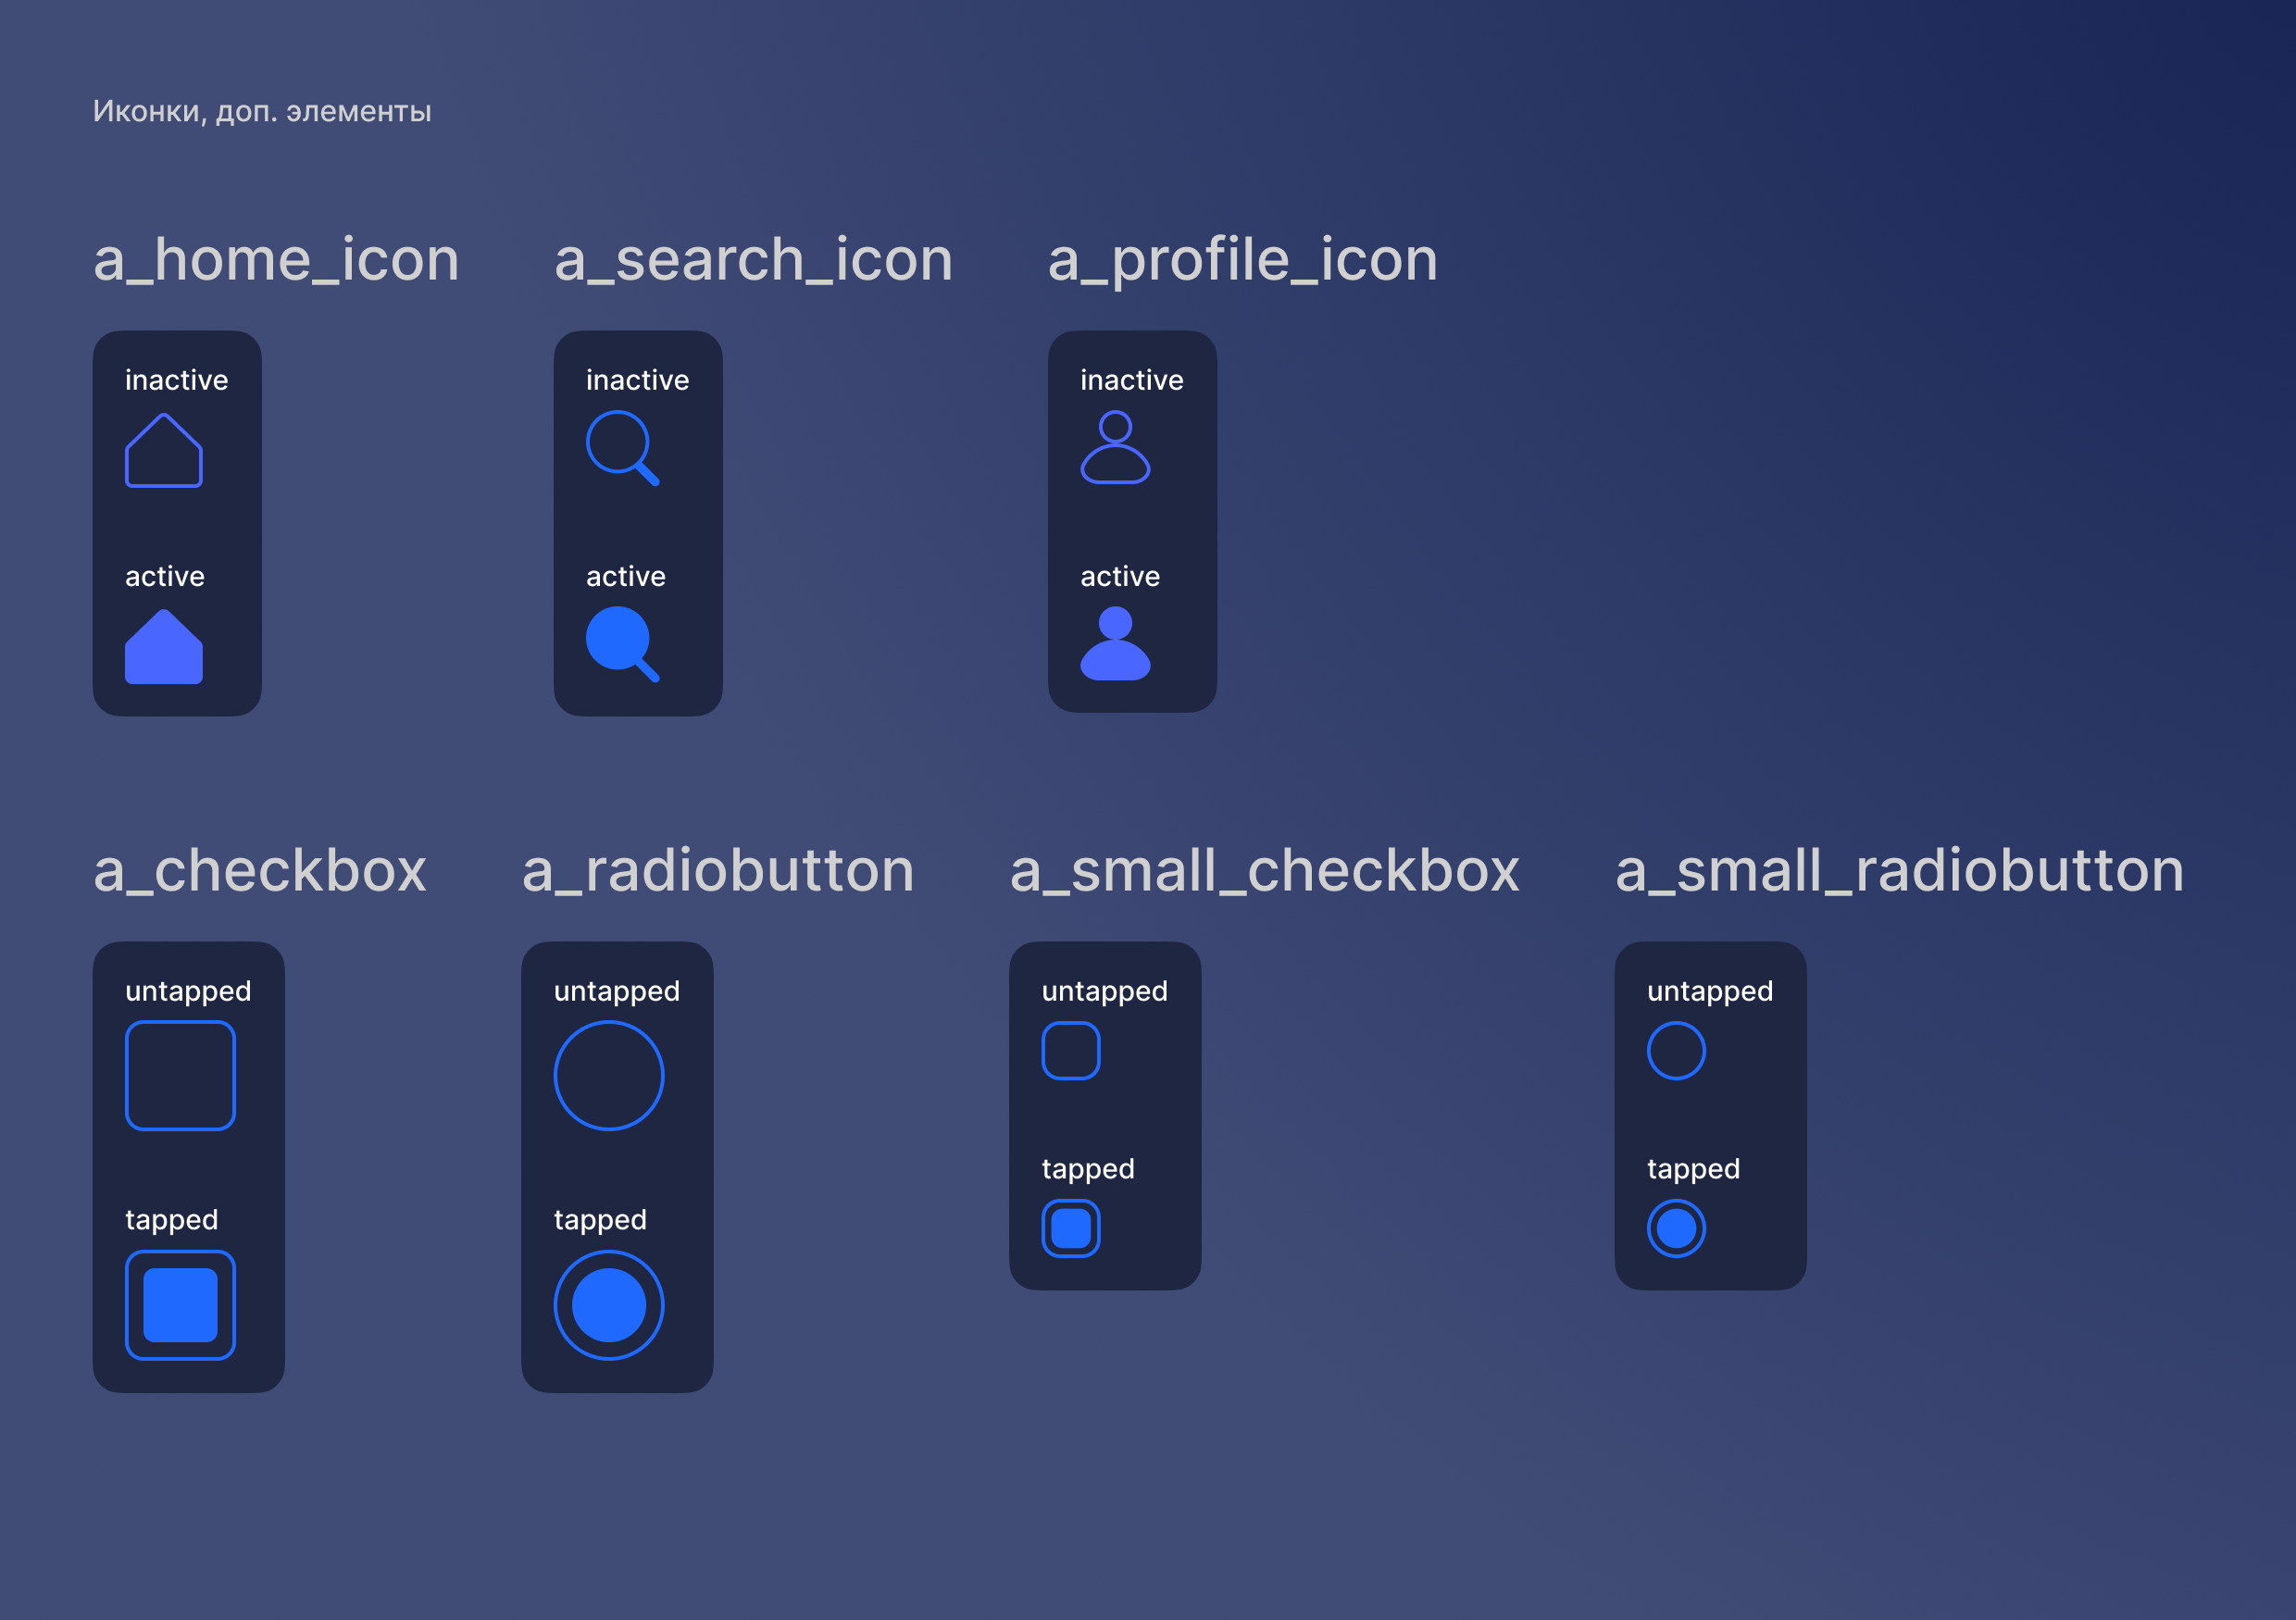 Иконки, доп. элементы
a_home_icon
a_search_icon
a_profile_icon
inactive
inactive
inactive
active
active
active
a_checkbox
a_radiobutton
a_small_checkbox
a_small_radiobutton
untapped
untapped
untapped
untapped
tapped
tapped
tapped
tapped